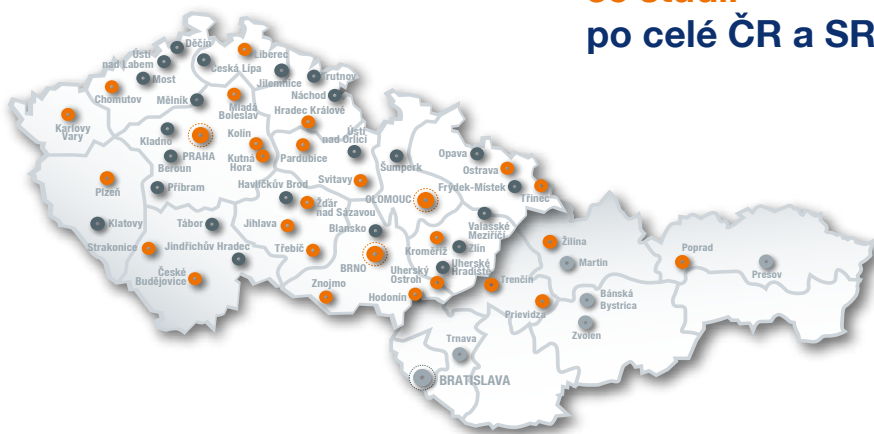 po celé ČR a SR
Děčín
Ústí
nad Labem
Liberec
Česká Lípa
Trutnov
Most
Jilemnice
Chomutov
Mělník
Mladá
Boleslav
Náchod
Hradec Králové
Karlovy
Vary
Kladno
PRAHA
Kolín
Ústí
nad Orlicí
Beroun
Kutná
Hora
Pardubice
Šumperk
Opava
Ostrava
Plzeň
Příbram
Havlíčkův Brod
Svitavy
Frýdek-Místek
Třinec
OLOMOUC
Žďár
nad Sázavou
Klatovy
Tábor
Jihlava
Blansko
Valašské
Meziříčí
Strakonice
Jindřichův Hradec
Třebíč
Kroměříž
Zlín
Žilina
Poprad
Martin
Prešov
České
Budějovice
BRNO
Uherský
Ostroh
Uherské
Hradiště
Trenčín
Znojmo
Hodonín
Prievidza
Bánská
Bystrica
Zvolen
Trnava
BRATISLAVA